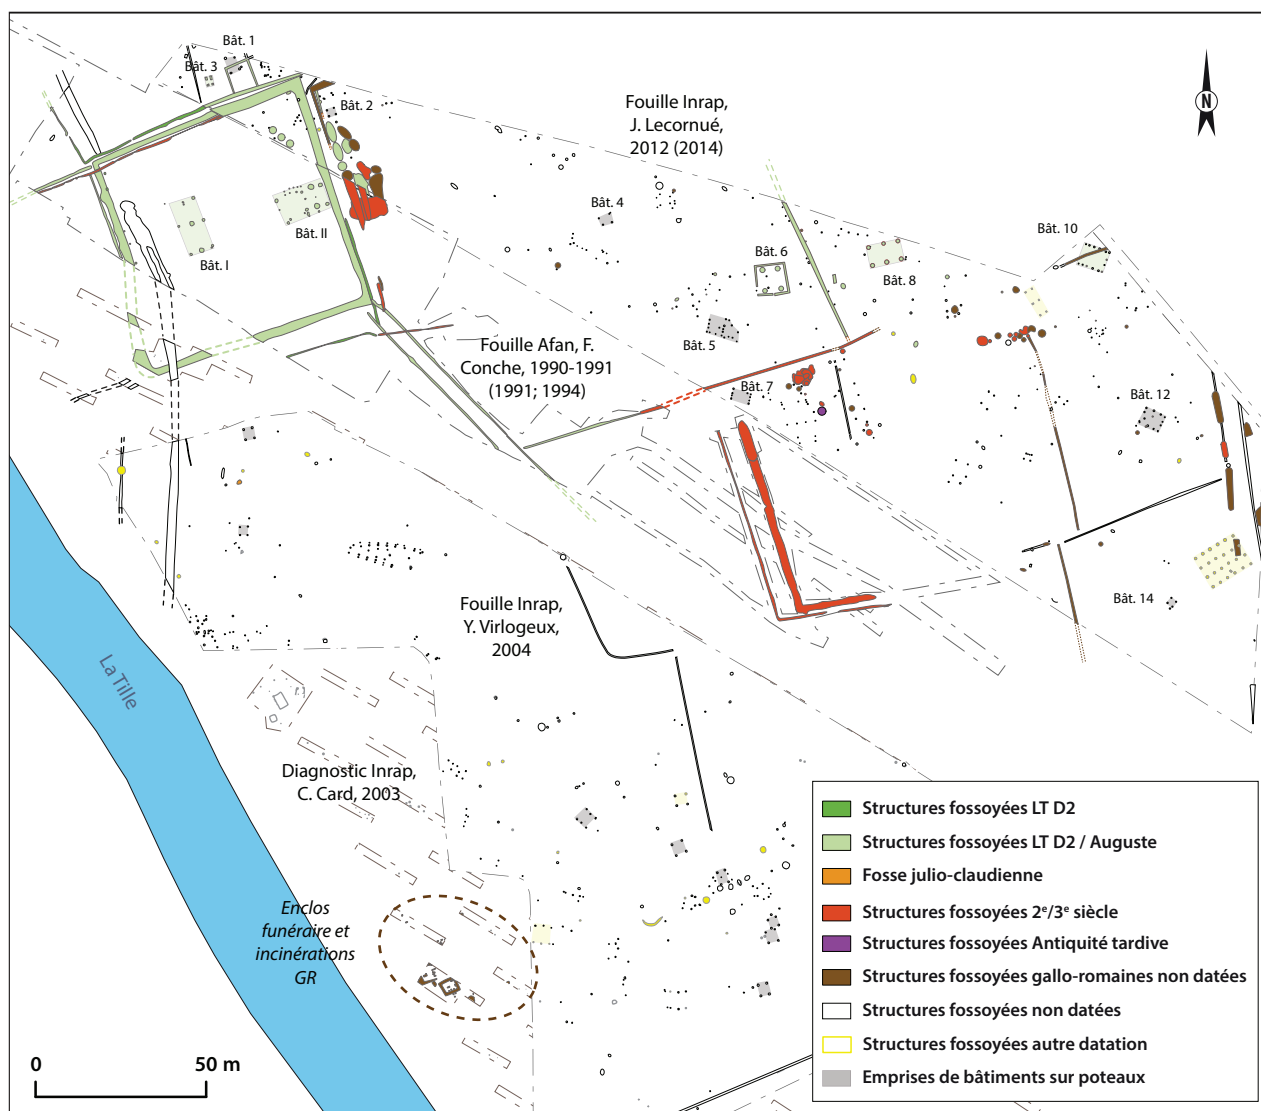 Bât. 1
Bât. 3
Bât. 2
Fouille Inrap,
J. Lecornué,
2012 (2014)
N
Bât. 4
Bât. II
Bât. I
Bât. 6
Bât. 8
Bât. 10
Bât. 5
Fouille Afan, F.
Conche, 1990-1991
(1991; 1994)
Bât. 7
Bât. 12
Bât. 14
Fouille Inrap,
Y. Virlogeux,
2004
La Tille
Diagnostic Inrap,
C. Card, 2003
Enclos
funéraire et
incinérations
GR
0 50 m
Structures fossoyées LT D2
Structures fossoyées LT D2 / Auguste
Fosse julio-claudienne
Structures fossoyées 2e/3e siècle
Structures fossoyées Antiquité tardive
Structures fossoyées gallo-romaines non datées
Structures fossoyées non datées
Structures fossoyées autre datation
Emprises de bâtiments sur poteaux